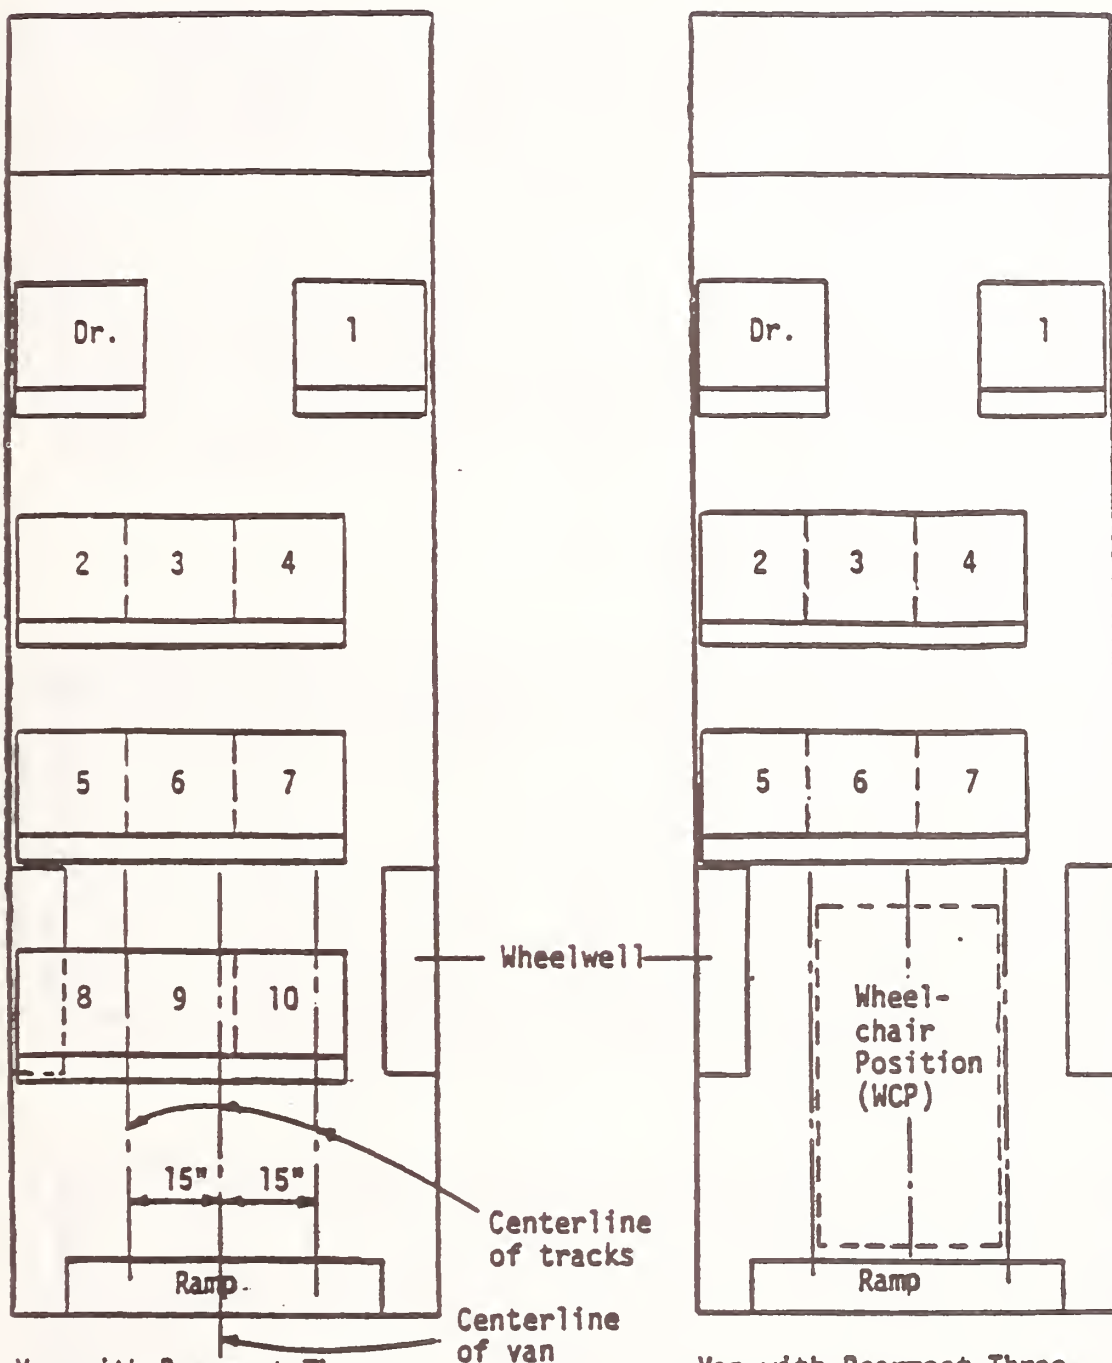 Dr.
1
2
3
4
5
6
7
8
9
10
15"
15"
Ramp
Centerline
of tracks
Centerline
of van
Wheelwell
Dr.
1
2
3
4
5
6
7
Wheel-
chair
Position
(WCP)
Ramp
Van with Rearmost Three